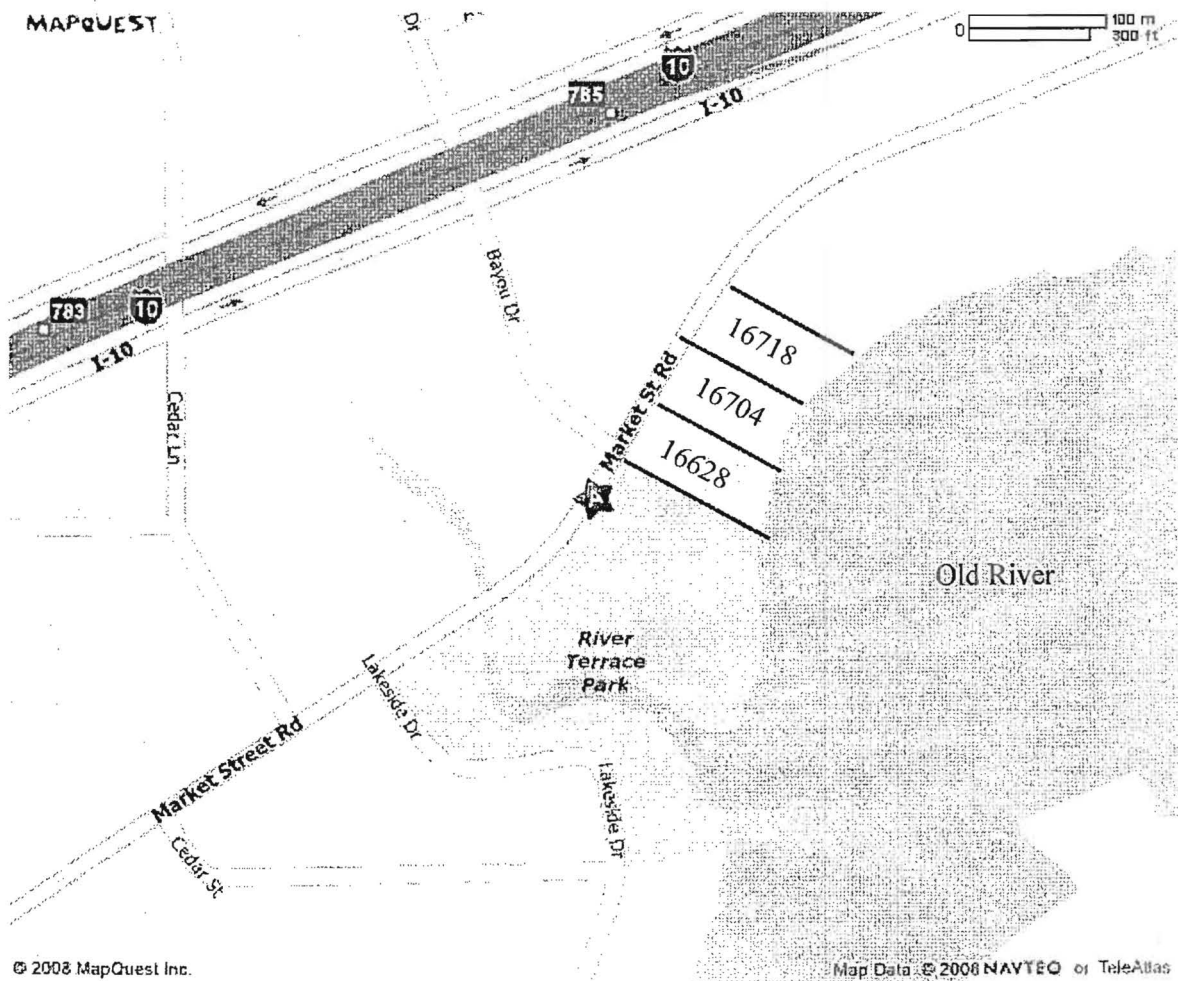 MAPQUEST
Dr
100 m
0
300 ft
10
785
I-10
Bayou Dr
783
10
I-10
Cedar Ln
16718
Market St Rd
16704
16628
A
Old River
River
Terrace
Park
Lakeside Dr
Market Street Rd
Lakeside Dr
Cedar St
© 2008 MapQuest Inc.
Map Data © 2008 NAVTEQ or TeleAtlas